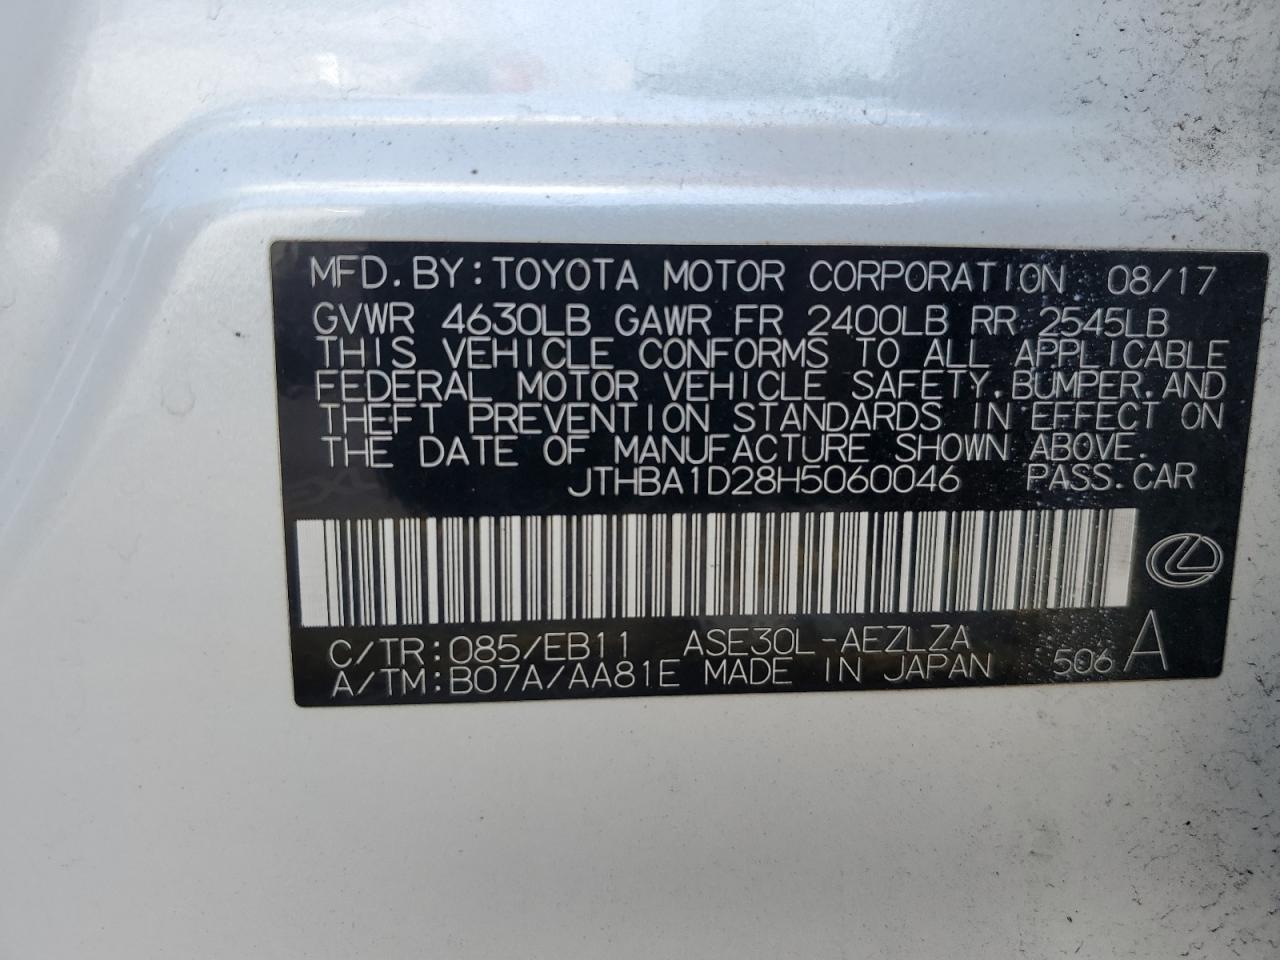 MFD.BY:TOYOTA MOTOR CORPORATION 08/17
GVWR 4630LB GAWR FR 2400LB RR 2545LB
THIS VEHICLE CONFORMS TO ALL APPLICABLE
FEDERAL MOTOR VEHICLE SAFETY,BUMPER,AND
THEFT PREVENTION STANDARDS IN EFFECT ON
THE DATE OF MANUFACTURE SHOWN ABOVE.
JTHBA1D28H5060046 PASS.CAR
C/TR:085/EB11 ASE30L-AEZLZA
A/TM:B07A/AA81E MADE IN JAPAN 506 A